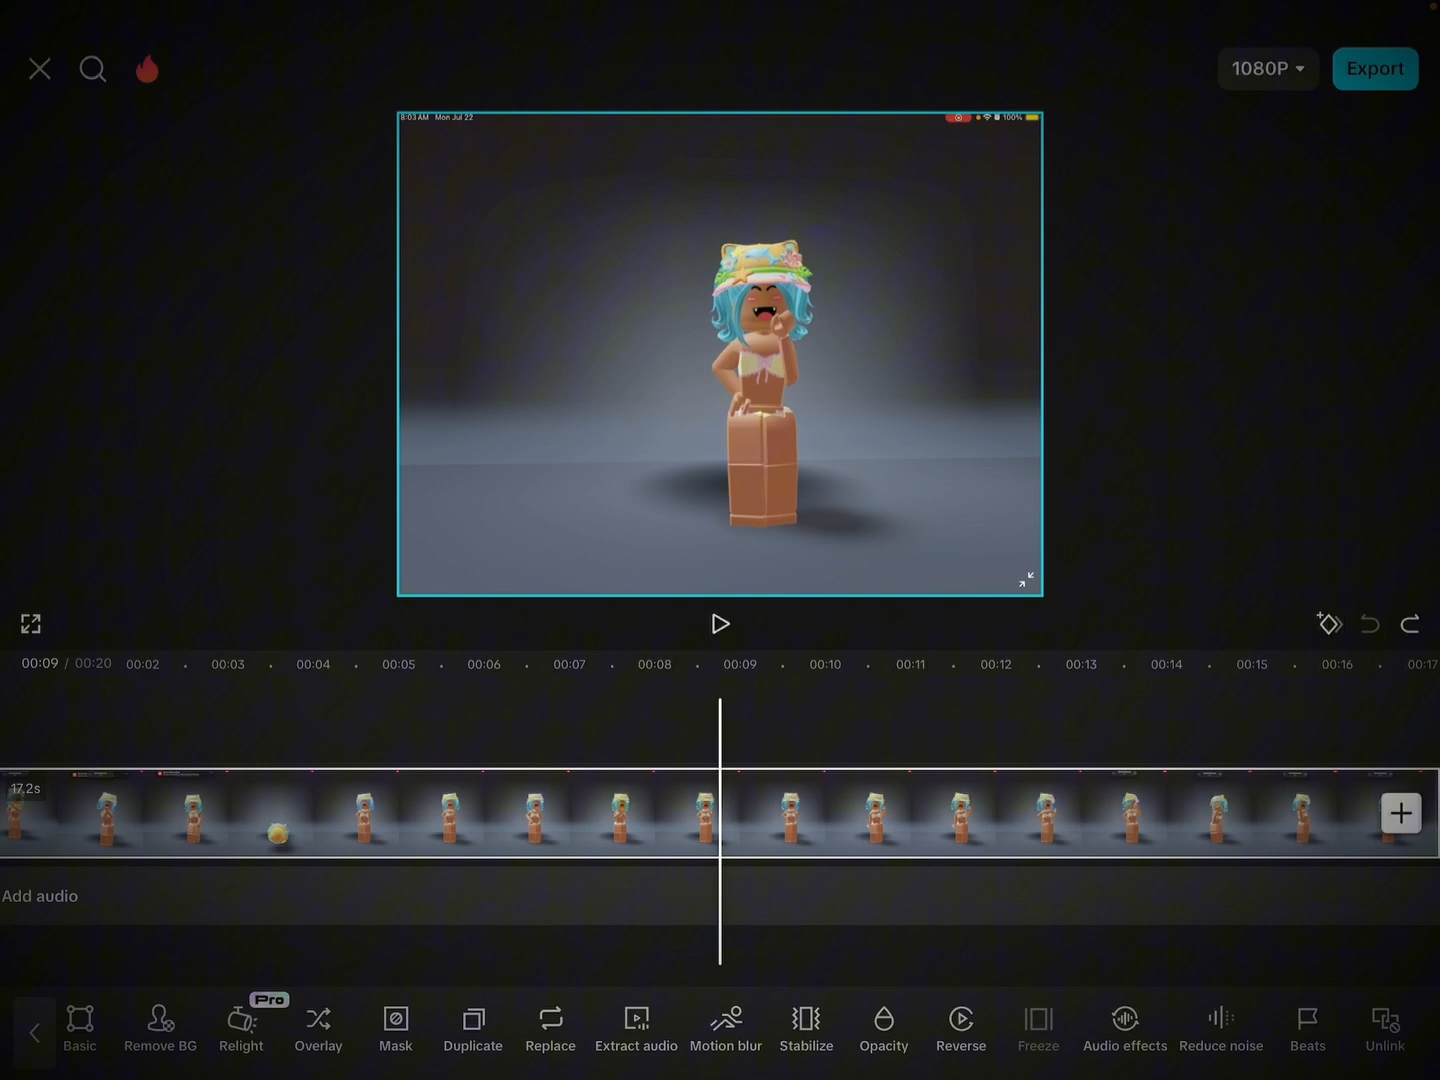 1080P
Export
8:03 AM Mon Jul 22
100%
00:09 / 00:20 00:02 00:03 00:04 00:05 00:06 00:07 00:08 00:09 00:10 00:11 00:12 00:13 00:14 00:15 00:16 00:17
17.2s
Add audio
Pro
Basic Remove BG Relight Overlay Mask Duplicate Replace Extract audio Motion blur Stabilize Opacity Reverse Freeze Audio effects Reduce noise Beats Unlink